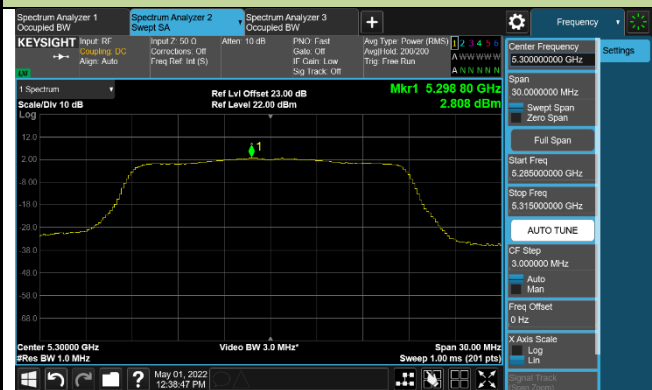 Spectrum Analyzer 1
Occupied BW
Spectrum Analyzer 2
Swept SA
Spectrum Analyzer 3
Occupied BW
+
Frequency
KEYSIGHT
Input: RF
Coupling: DC
Align: Auto
Input Z: 50 Ω
Corrections: Off
Freq Ref: Int (S)
Atten: 10 dB
PNO: Fast
Gate: Off
IF Gain: Low
Sig Track: Off
Avg Type: Power (RMS)
Avg|Hold: 200/200
Trig: Free Run
1 2 3 4 5 6
A W W W W W
A N N N N N
LXI
1 Spectrum
Scale/Div 10 dB
Log
Ref Lvl Offset 23.00 dB
Ref Level 22.00 dBm
Mkr1 5.298 80 GHz
2.808 dBm
1
12.0
2.00
-8.00
-18.0
-28.0
-38.0
-48.0
-58.0
-68.0
Center 5.30000 GHz
#Res BW 1.0 MHz
Video BW 3.0 MHz*
Span 30.00 MHz
Sweep 1.00 ms (201 pts)
May 01, 2022
12:38:47 PM
?
Center Frequency
5.300000000 GHz
Settings
Span
30.0000000 MHz
Swept Span
Zero Span
Full Span
Start Freq
5.285000000 GHz
Stop Freq
5.315000000 GHz
AUTO TUNE
CF Step
3.000000 MHz
Auto
Man
Freq Offset
0 Hz
X Axis Scale
Log
Lin
Signal Track
(Span Zoom)